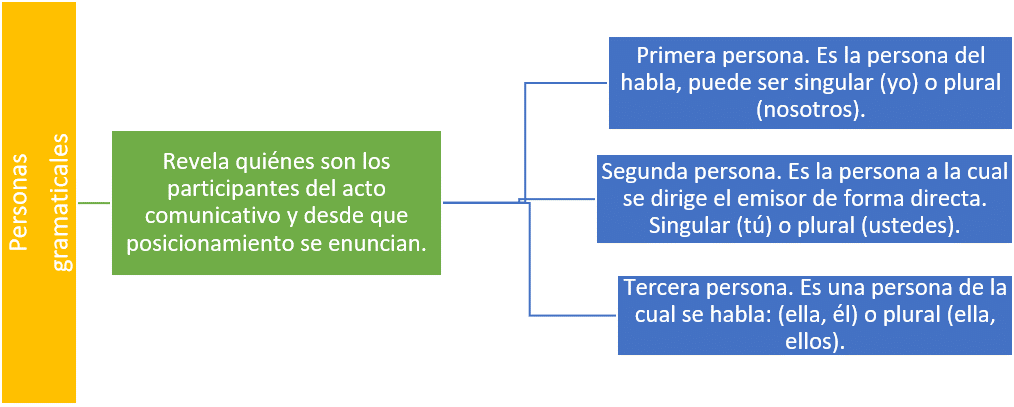 Personas
gramaticales
Revela quiénes son los
participantes del acto
comunicativo y desde que
posicionamiento se enuncian.
Primera persona. Es la persona del
habla, puede ser singular (yo) o plural
(nosotros).
Segunda persona. Es la persona a la cual
se dirige el emisor de forma directa.
Singular (tú) o plural (ustedes).
Tercera persona. Es una persona de la
cual se habla: (ella, él) o plural (ella,
ellos).